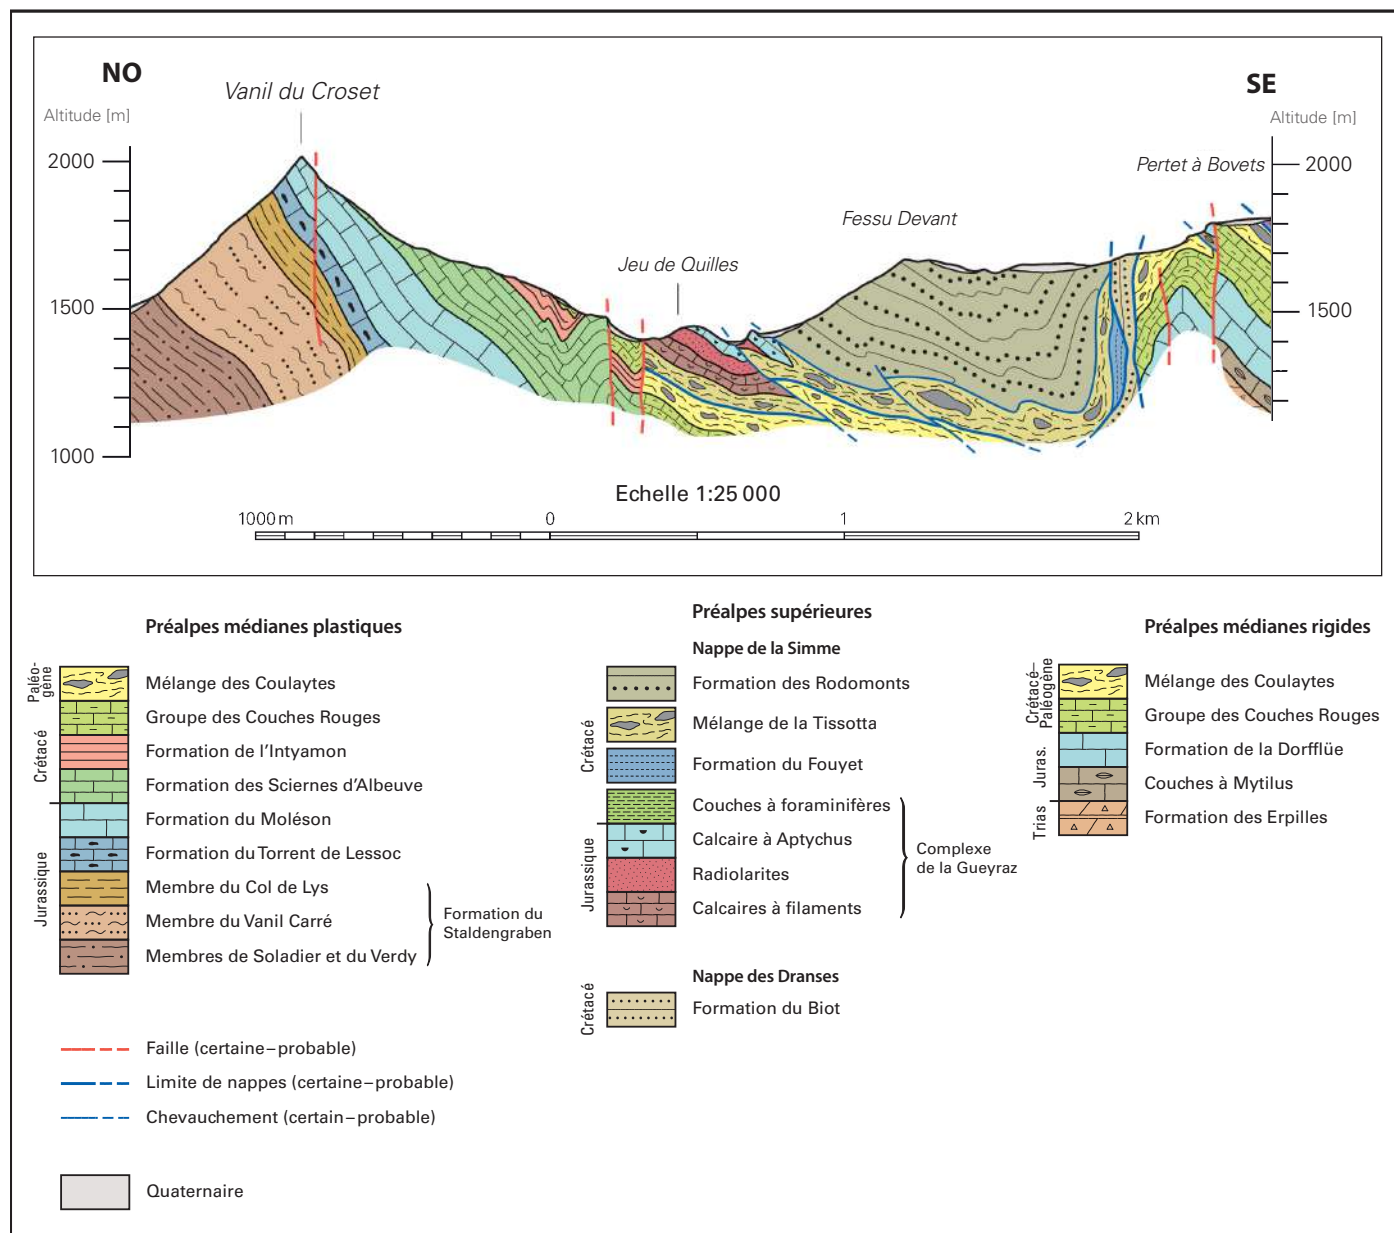 NO
SE
Vanil du Croset
Altitude [m]
Altitude [m]
Pertet à Bovets
2000
2000
Fessu Devant
Jeu de Quilles
1500
1500
1000
Echelle 1:25 000
1000 m
0
1
2 km
Préalpes médianes plastiques
Paléo-
gène
Crétacé
Jurassique
Mélange des Coulaytes
Groupe des Couches Rouges
Formation de l'Intyamon
Formation des Sciernes d'Albeuve
Formation du Moléson
Formation du Torrent de Lessoc
Membre du Col de Lys
Membre du Vanil Carré
Membres de Soladier et du Verdy
Formation du
Staldengraben
Faille (certaine–probable)
Limite de nappes (certaine–probable)
Chevauchement (certain–probable)
Quaternaire
Préalpes supérieures
Nappe de la Simme
Crétacé
Jurassique
Formation des Rodomonts
Mélange de la Tissotta
Formation du Fouyet
Couches à foraminifères
Calcaire à Aptychus
Radiolarites
Calcaires à filaments
Complexe
de la Gueyraz
Nappe des Dranses
Crétacé
Formation du Biot
Préalpes médianes rigides
Crétacé–
Paléogène
Juras.
Trias
Mélange des Coulaytes
Groupe des Couches Rouges
Formation de la Dorfflüe
Couches à Mytilus
Formation des Erpilles